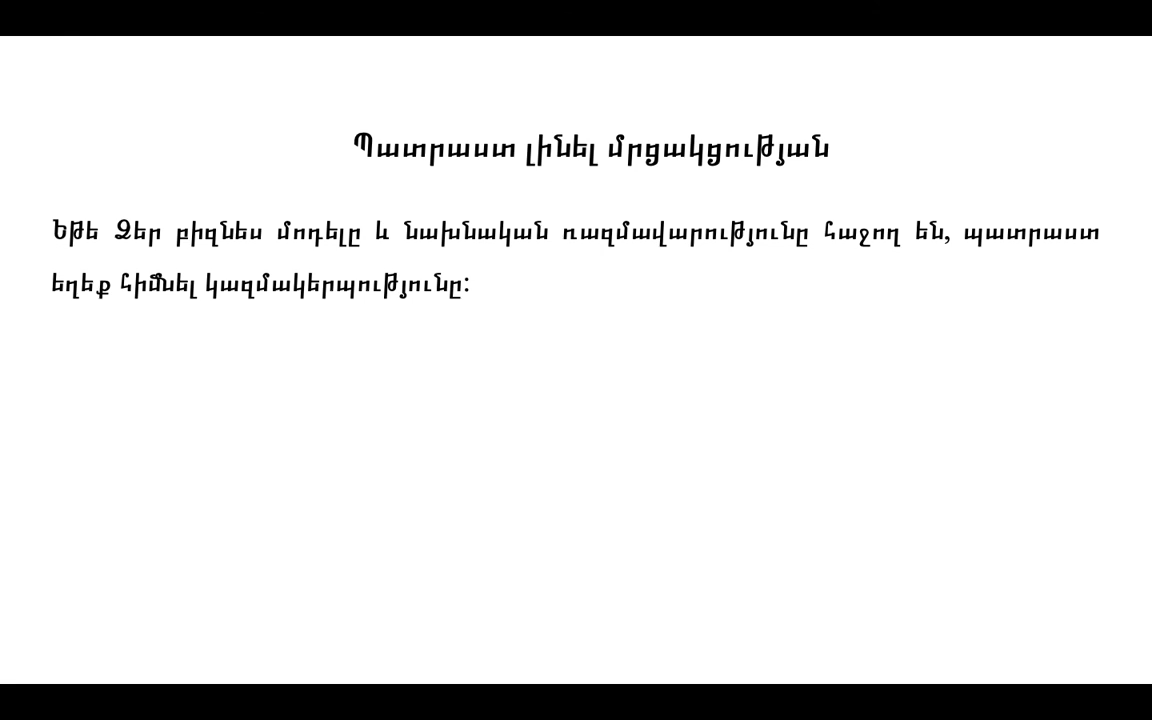 Պատրաստ լինել մրցակցության
Եթե Ձեր բիզնես մոդելը և նախնական ռազմավարությունը հաջող են, պատրաստ
եղեք հիմնել կազմակերպությունը: